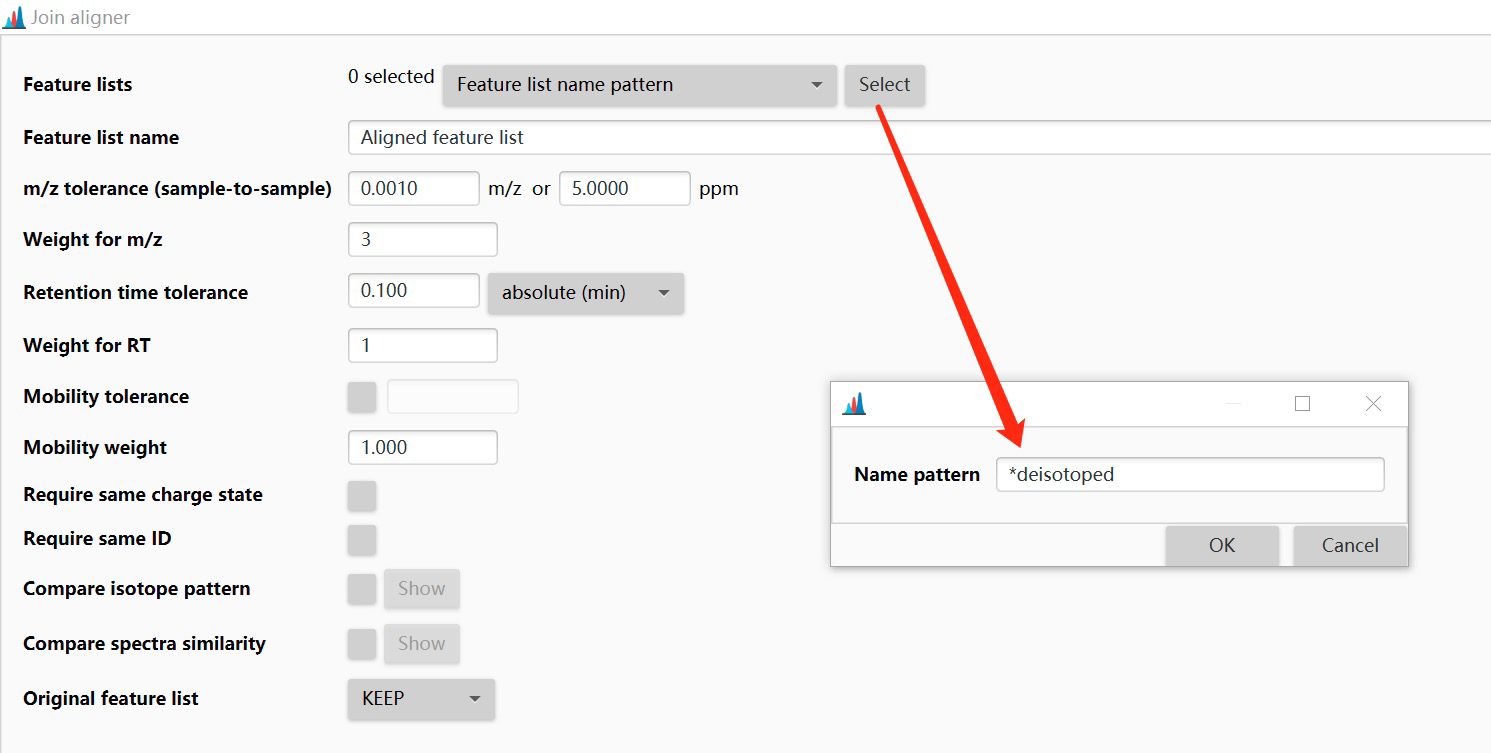 Join aligner
Feature lists 0 selected Feature list name pattern Select
Feature list name Aligned feature list
m/z tolerance (sample-to-sample) 0.0010 m/z or 5.0000 ppm
Weight for m/z 3
Retention time tolerance 0.100 absolute (min)
Weight for RT 1
Mobility tolerance
Mobility weight 1.000
Require same charge state
Require same ID
Compare isotope pattern Show
Compare spectra similarity Show
Original feature list KEEP
Name pattern *deisotoped
OK Cancel